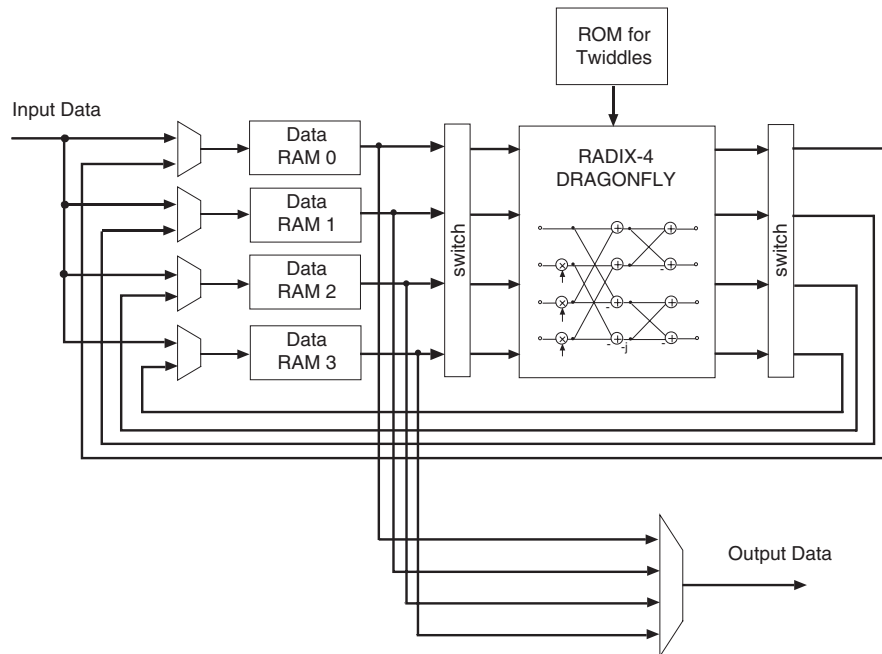 ROM for
Twiddles
Input Data
Data
RAM 0
Data
RAM 1
Data
RAM 2
Data
RAM 3
switch
RADIX-4
DRAGONFLY
-
-
-
-j
-
switch
Output Data